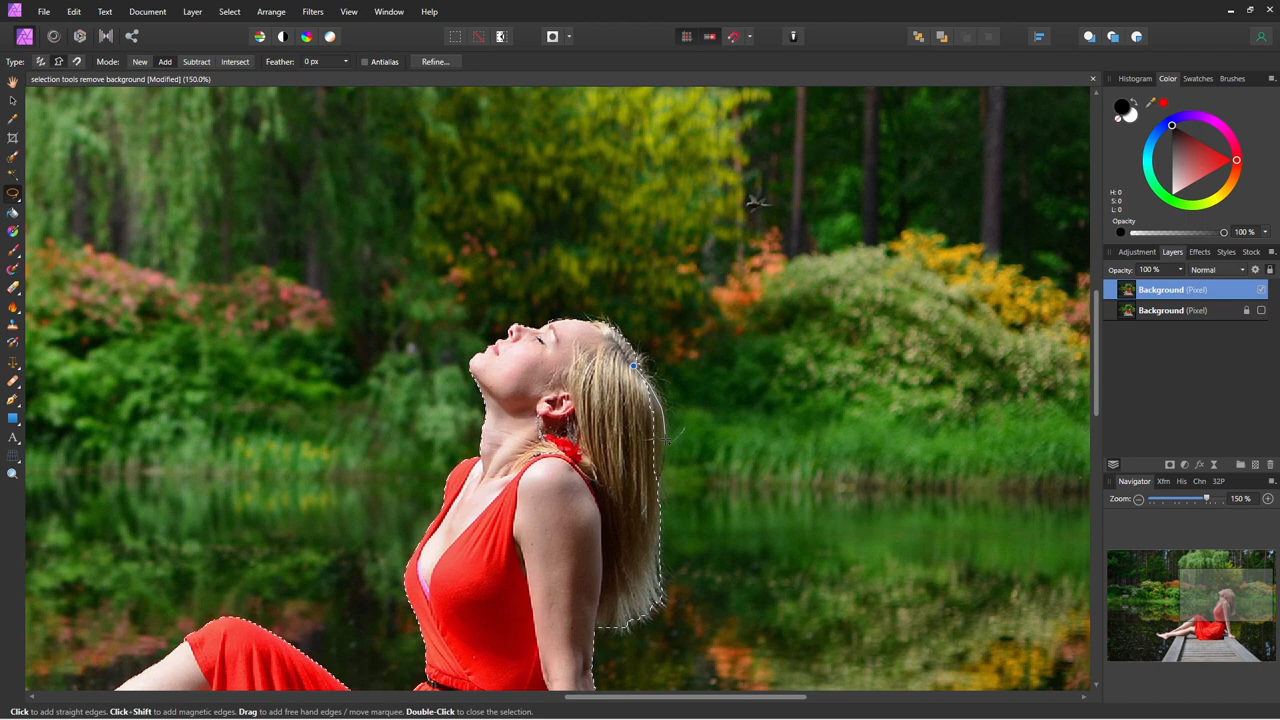 File Edit Text Document Layer Select Arrange Filters View Window Help
Type: Mode: New Add Subtract Intersect Feather: 0 px Antialias Refine...
selection tools remove background [Modified] (150.0%)
Histogram Color Swatches Brushes
H: 0
S: 0
L: 0
Opacity
100 %
Adjustment Layers Effects Styles Stock
Opacity: 100 % Normal
Background (Pixel)
Background (Pixel)
Navigator Xfm His Chn 32P
Zoom: 150 %
Click to add straight edges. Click+Shift to add magnetic edges. Drag to add free hand edges / move marquee. Double-Click to close the selection.